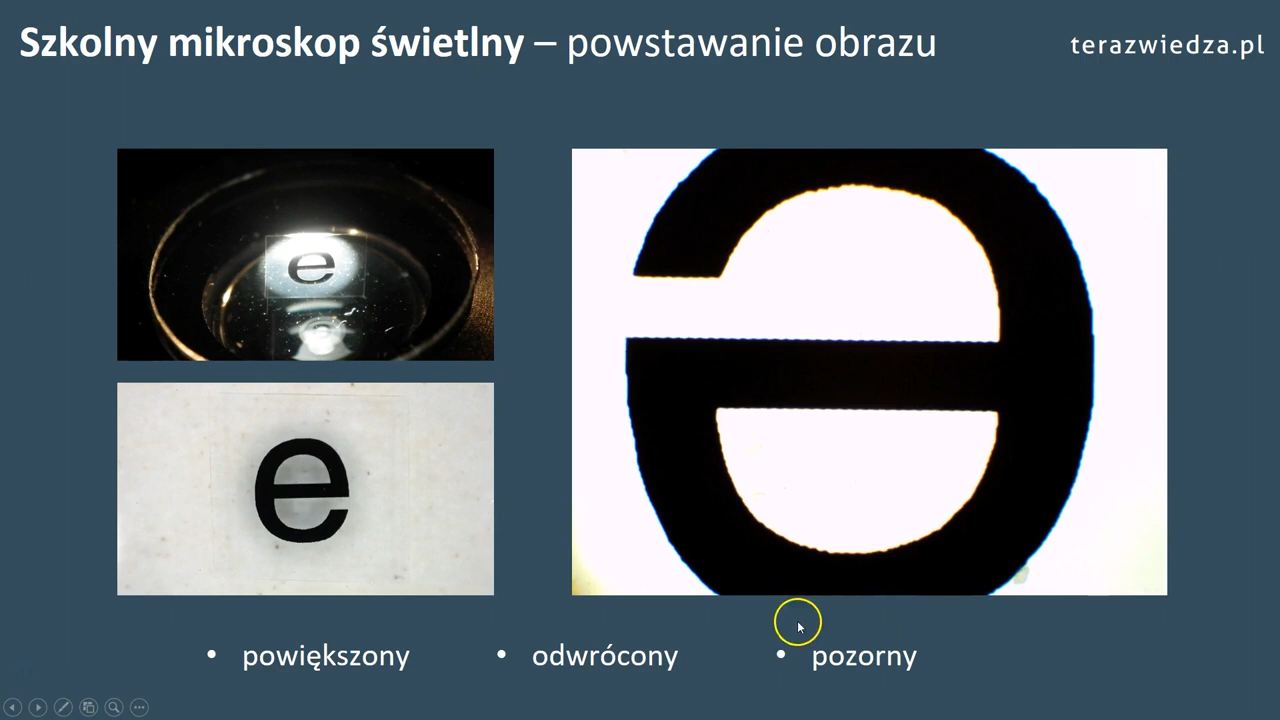 Szkolny mikroskop świetlny – powstawanie obrazu
terazwiedza.pl
e
e
e
• powiększony
• odwrócony
• pozorny